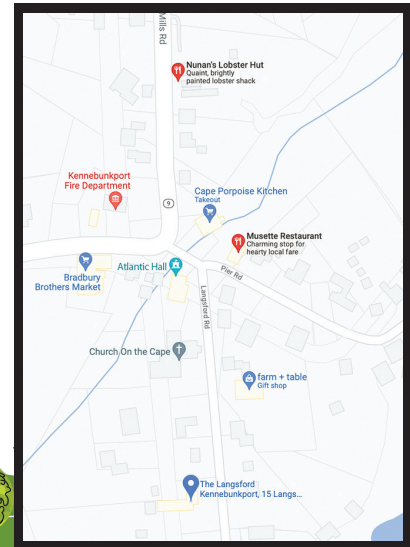 Mills Rd
Nunan's Lobster Hut
Quaint, brightly
painted lobster shack
Kennebunkport
Fire Department
Cape Porpoise Kitchen
Takeout
9
Musette Restaurant
Charming stop for
hearty local fare
Atlantic Hall
Pier Rd
Bradbury
Brothers Market
Langsford Rd
Church On the Cape
farm + table
Gift shop
The Langsford
Kennebunkport, 15 Langs...